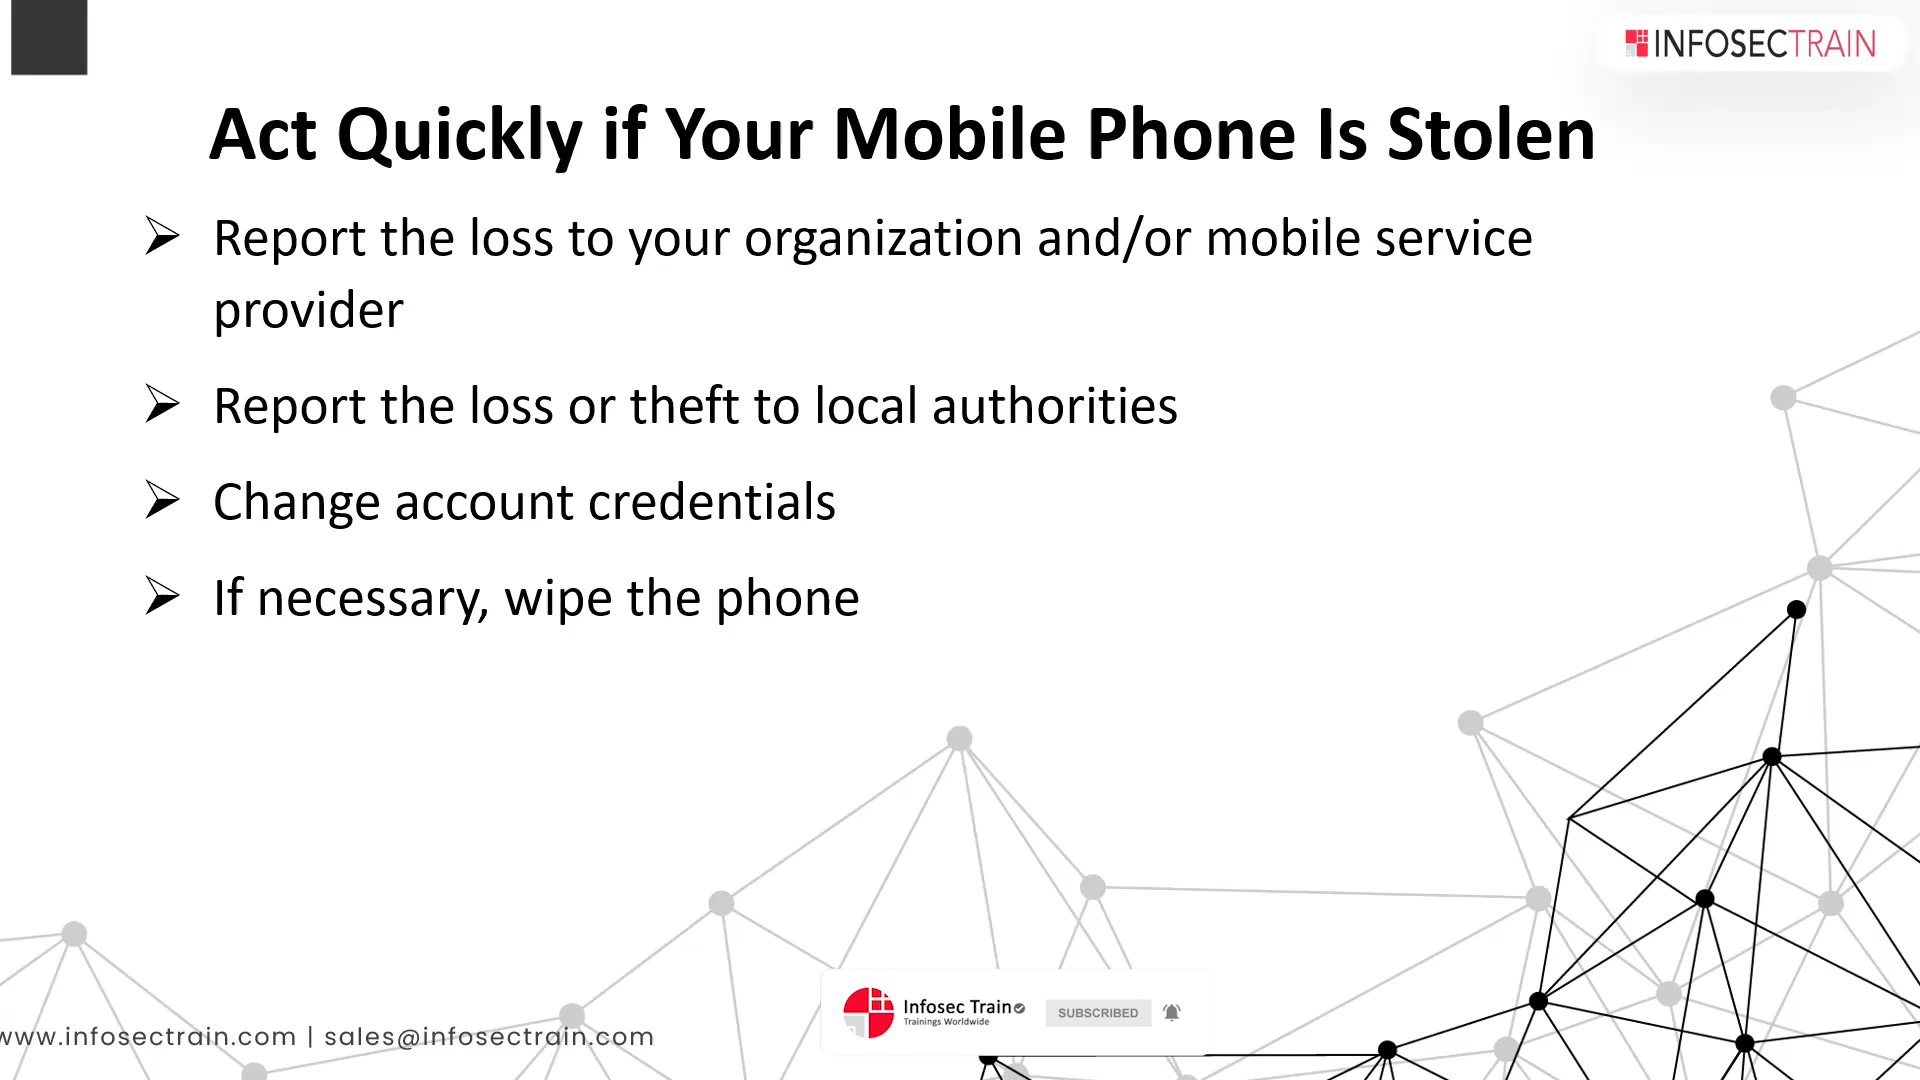 INFOSECTRAIN
Act Quickly if Your Mobile Phone Is Stolen
Report the loss to your organization and/or mobile service
provider
Report the loss or theft to local authorities
Change account credentials
If necessary, wipe the phone
Infosec Train
Trainings Worldwide
SUBSCRIBED
www.infosectrain.com | sales@infosectrain.com